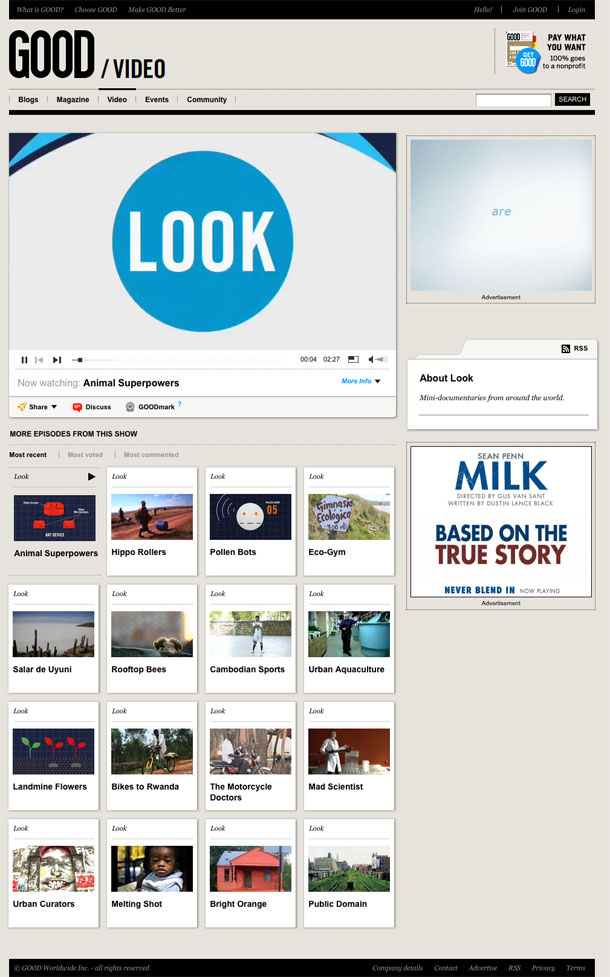 What is GOOD? Choose GOOD Make GOOD Better Hello! Join GOOD Login
GOOD / VIDEO
GOOD
GET GOOD
PAY WHAT
YOU WANT
100% goes
to a nonprofit
Blogs Magazine Video Events Community SEARCH
LOOK
are
Advertisement
00:04 02:27
Now watching: Animal Superpowers More Info
Share Discuss GOODmark ?
RSS
About Look
Mini-documentaries from around the world.
MORE EPISODES FROM THIS SHOW
Most recent Most voted Most commented
Look Look Look Look
ANT DEVICE
05
Gimnasio
Ecológico
Animal Superpowers Hippo Rollers Pollen Bots Eco-Gym
SEAN PENN
MILK
DIRECTED BY GUS VAN SANT
WRITTEN BY DUSTIN LANCE BLACK
BASED ON THE
TRUE STORY
NEVER BLEND IN NOW PLAYING
Advertisement
Look Look Look Look
Salar de Uyuni Rooftop Bees Cambodian Sports Urban Aquaculture
Look Look Look Look
Landmine Flowers Bikes to Rwanda The Motorcycle Doctors Mad Scientist
Look Look Look Look
Urban Curators Melting Shot Bright Orange Public Domain
© GOOD Worldwide Inc. - all rights reserved Company details Contact Advertise RSS Privacy Terms